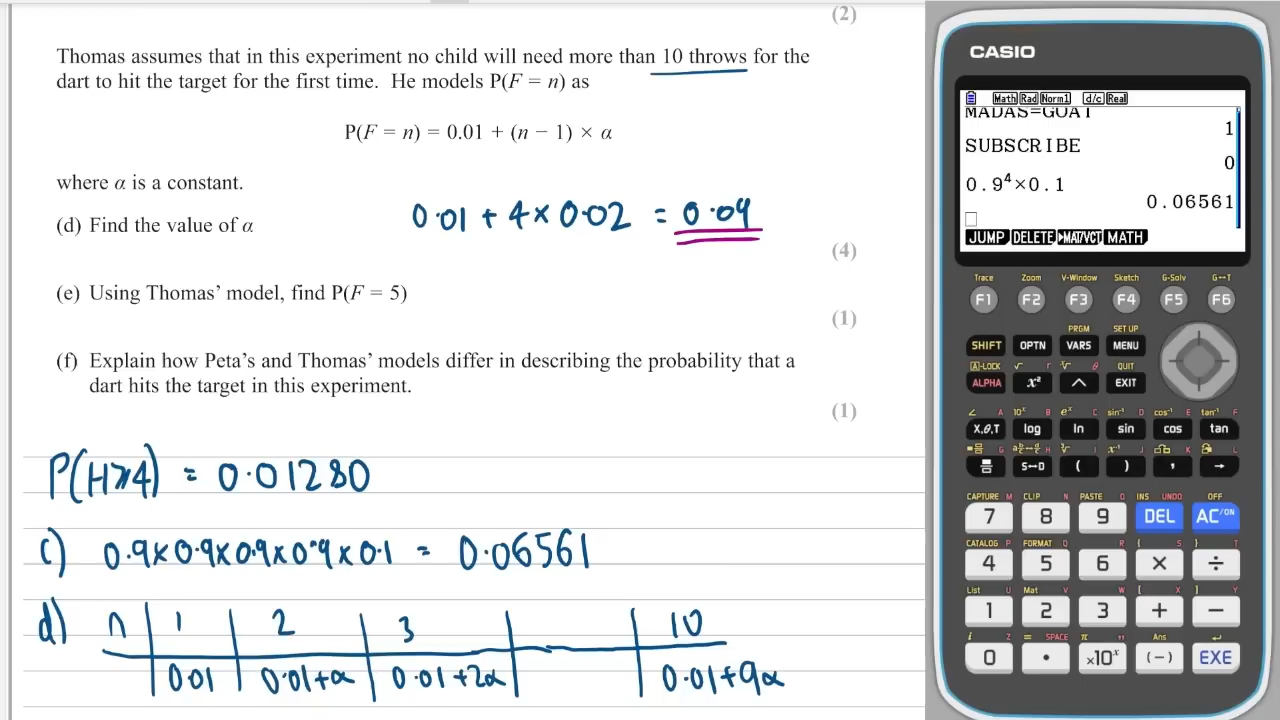 (2)
Thomas assumes that in this experiment no child will need more than 10 throws for the
dart to hit the target for the first time. He models P(F = n) as
P(F = n) = 0.01 + (n − 1) × α
where α is a constant.
0.01 + 4 × 0.02 = 0.09
(d) Find the value of α
(4)
(e) Using Thomas' model, find P(F = 5)
(1)
(f) Explain how Peta's and Thomas' models differ in describing the probability that a
dart hits the target in this experiment.
(1)
P(H≥4) = 0.01280
c) 0.9×0.9×0.9×0.9×0.1 = 0.06561
d) n 1 2 3 10
0.01 0.01+α 0.01+2α 0.01+9α
CASIO
Math Rad Norm1 d/c Real
MADAS=GOAT
1
SUBSCRIBE
0
0.9⁴×0.1
0.06561
JUMP DELETE ▶MAT/VCT MATH
Trace Zoom V-Window Sketch G-Solv G↔T
F1 F2 F3 F4 F5 F6
PRGM SET UP
SHIFT OPTN VARS MENU
A-LOCK √ r θ QUIT
ALPHA x² ^ EXIT
∠ A 10ˣ B eˣ C sin⁻¹ D cos⁻¹ E tan⁻¹ F
X,θ,T log ln sin cos tan
G H I J K L
S↔D ( ) , →
CAPTURE M CLIP N PASTE O INS UNDO OFF
7 8 9 DEL AC/ON
CATALOG P FORMAT Q R { S } T
4 5 6 × ÷
List U Mat V W [ X ] Y
1 2 3 + −
i Z = SPACE π " Ans ↵
0 . ×10ˣ (−) EXE